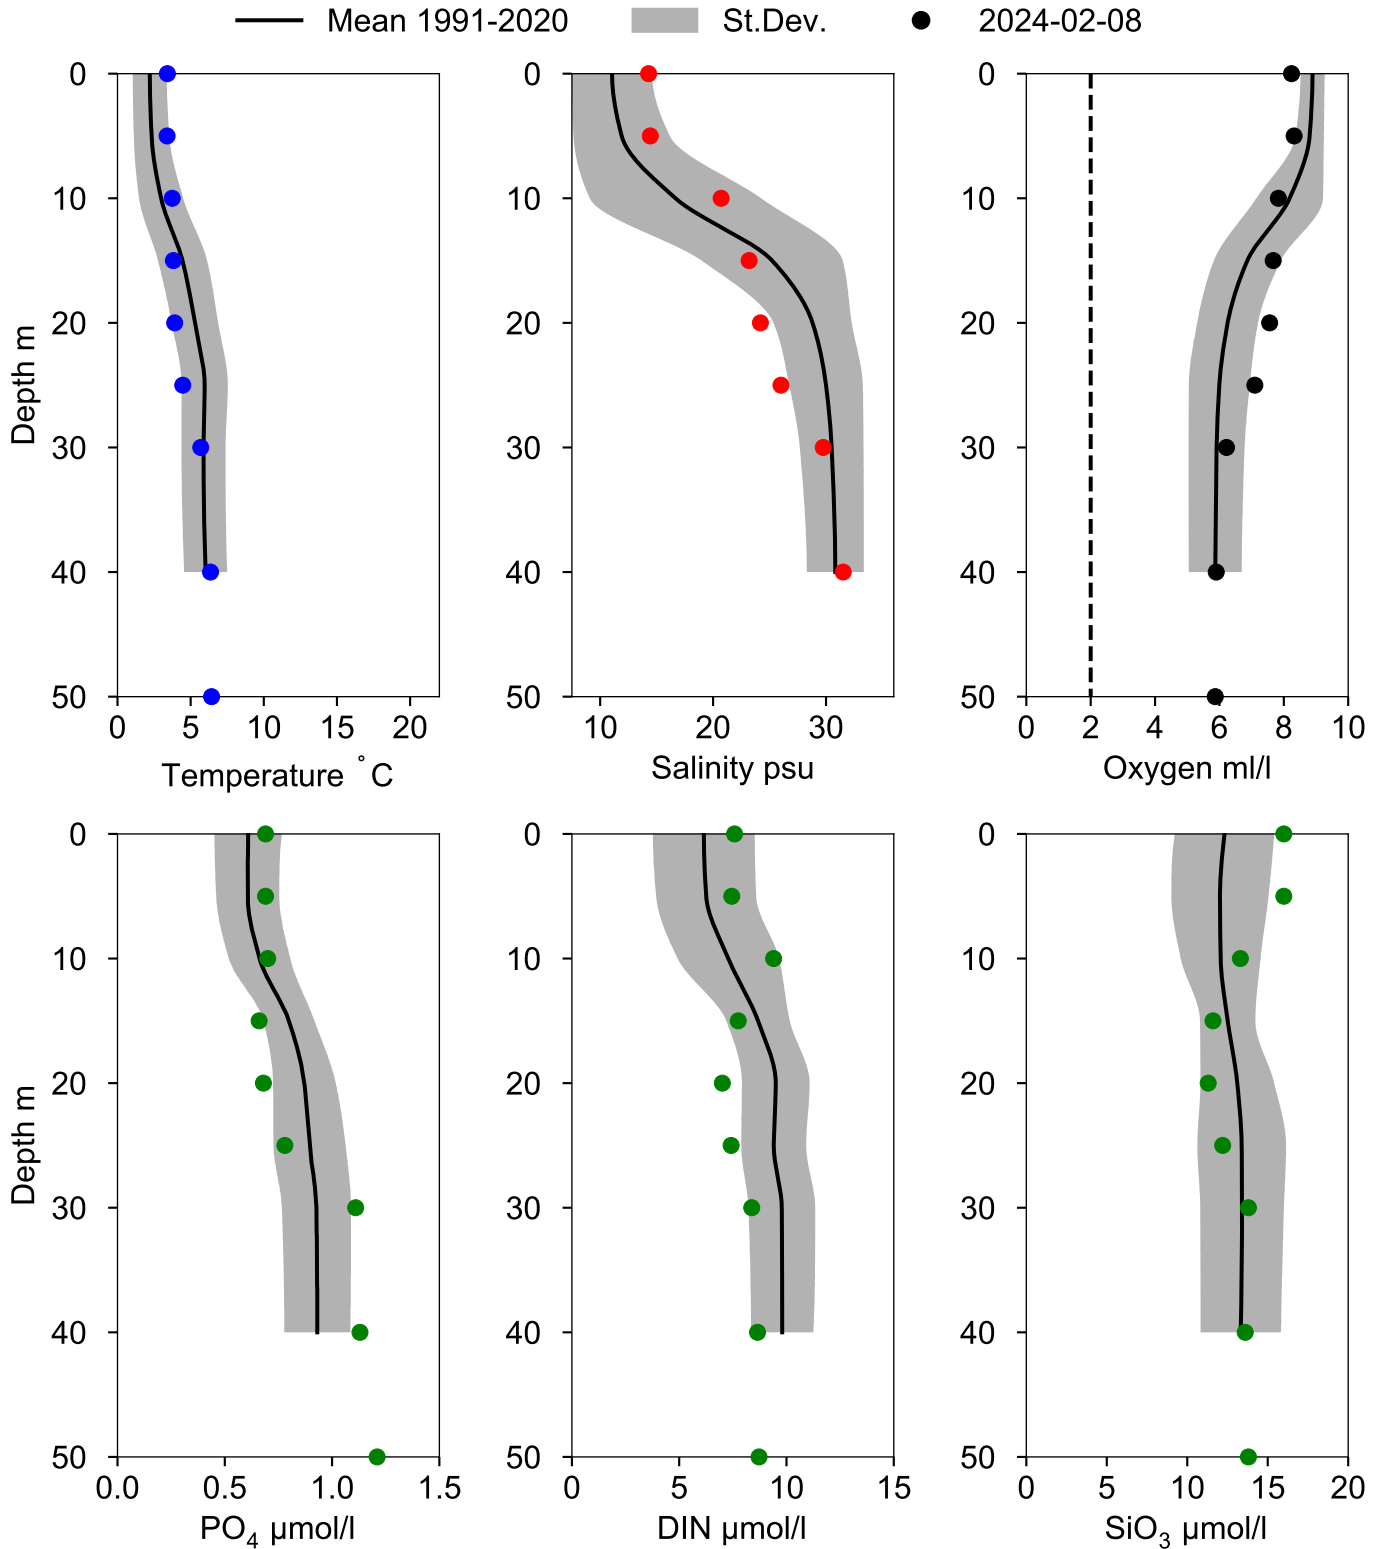 Mean 1991-2020 St.Dev. 2024-02-08
0 0 0
10 10 10
20 20 20
30 30 30
40 40 40
50 50 50
Depth m
0 5 10 15 20 10 20 30 0 2 4 6 8 10
Temperature °C Salinity psu Oxygen ml/l
0 0 0
10 10 10
20 20 20
30 30 30
40 40 40
50 50 50
Depth m
0.0 0.5 1.0 1.5 0 5 10 15 0 5 10 15 20
PO₄ µmol/l DIN µmol/l SiO₃ µmol/l